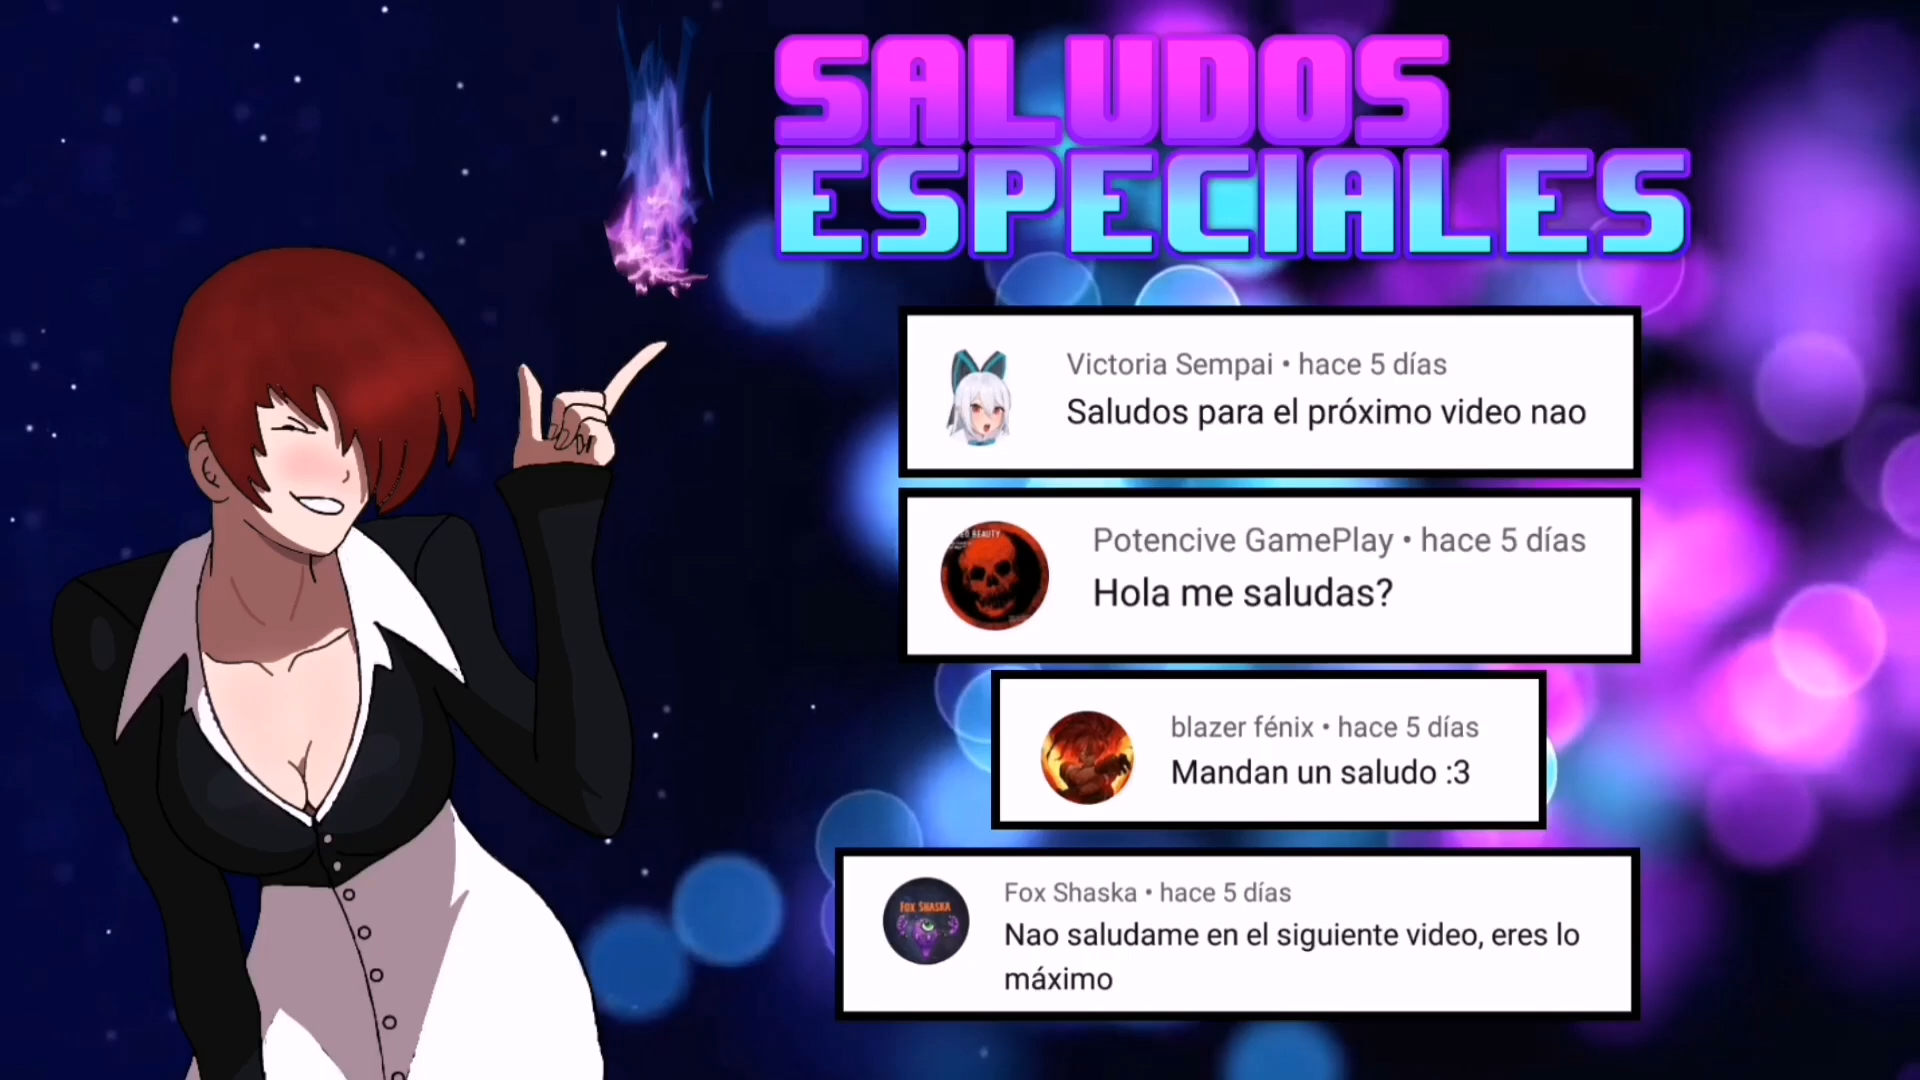 SALUDOS
ESPECIALES
Victoria Sempai • hace 5 días
Saludos para el próximo video nao
Potencive GamePlay • hace 5 días
Hola me saludas?
blazer fénix • hace 5 días
Mandan un saludo :3
FOX SHASKA
Fox Shaska • hace 5 días
Nao saludame en el siguiente video, eres lo
máximo